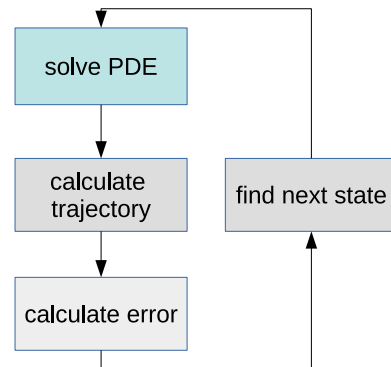 solve PDE
calculate
trajectory
find next state
calculate error